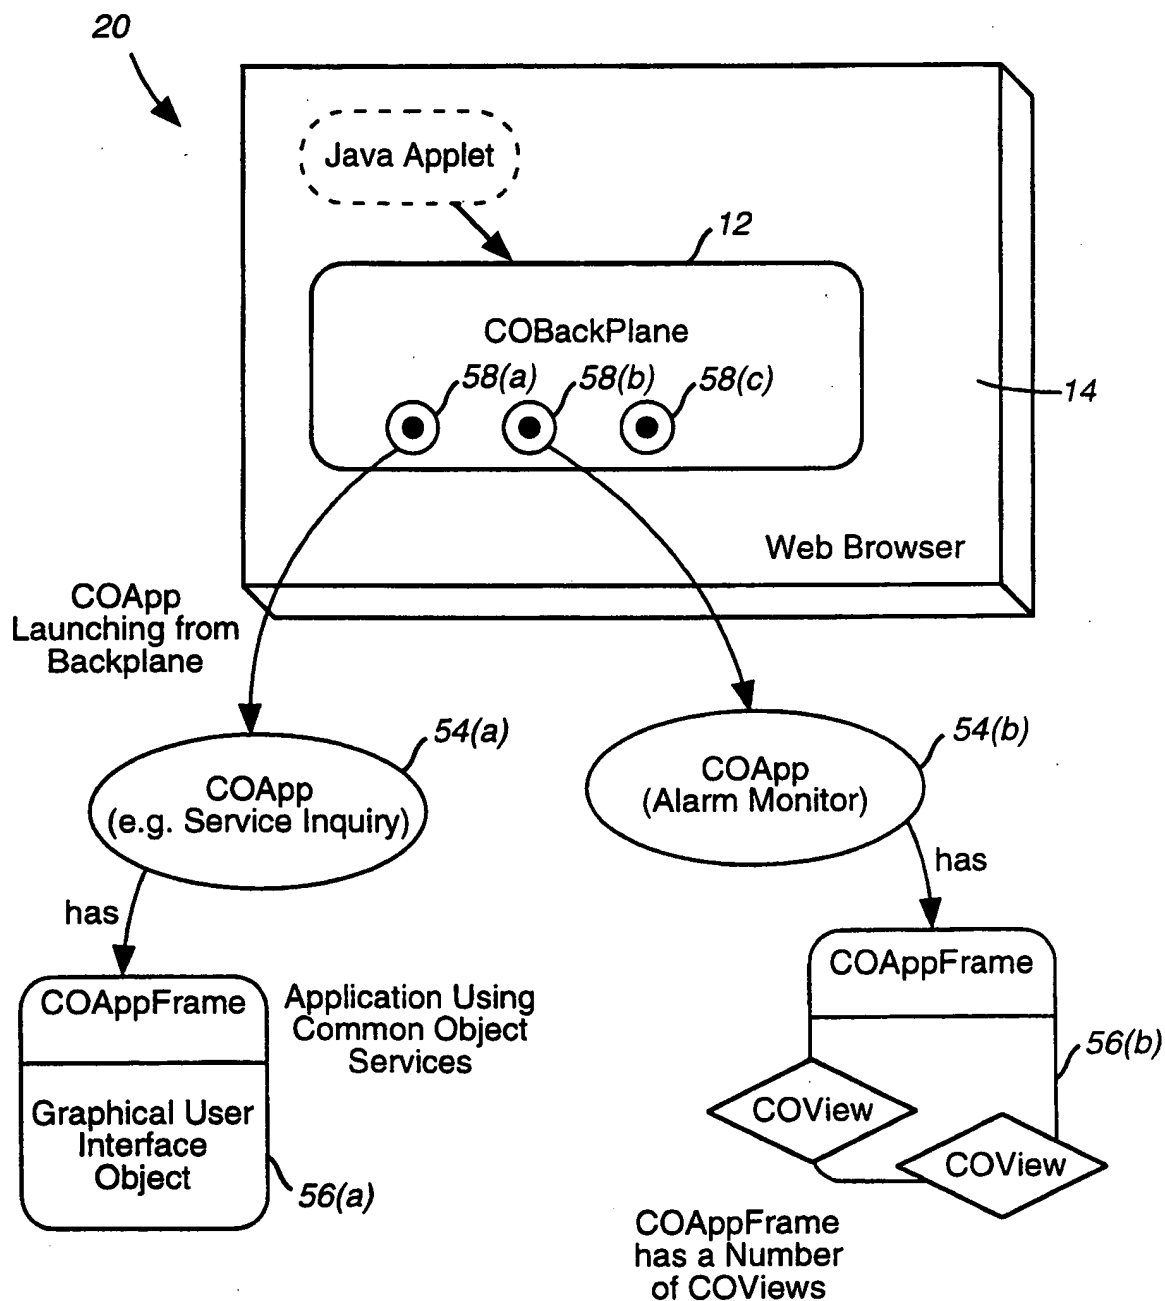 20
Java Applet
12
COBackPlane
58(a)
58(b)
58(c)
14
Web Browser
COApp
Launching from
Backplane
54(a)
COApp
(e.g. Service Inquiry)
54(b)
COApp
(Alarm Monitor)
has
has
COAppFrame
Graphical User
Interface
Object
56(a)
Application Using
Common Object
Services
COAppFrame
56(b)
COView
COView
COAppFrame
has a Number
of COViews